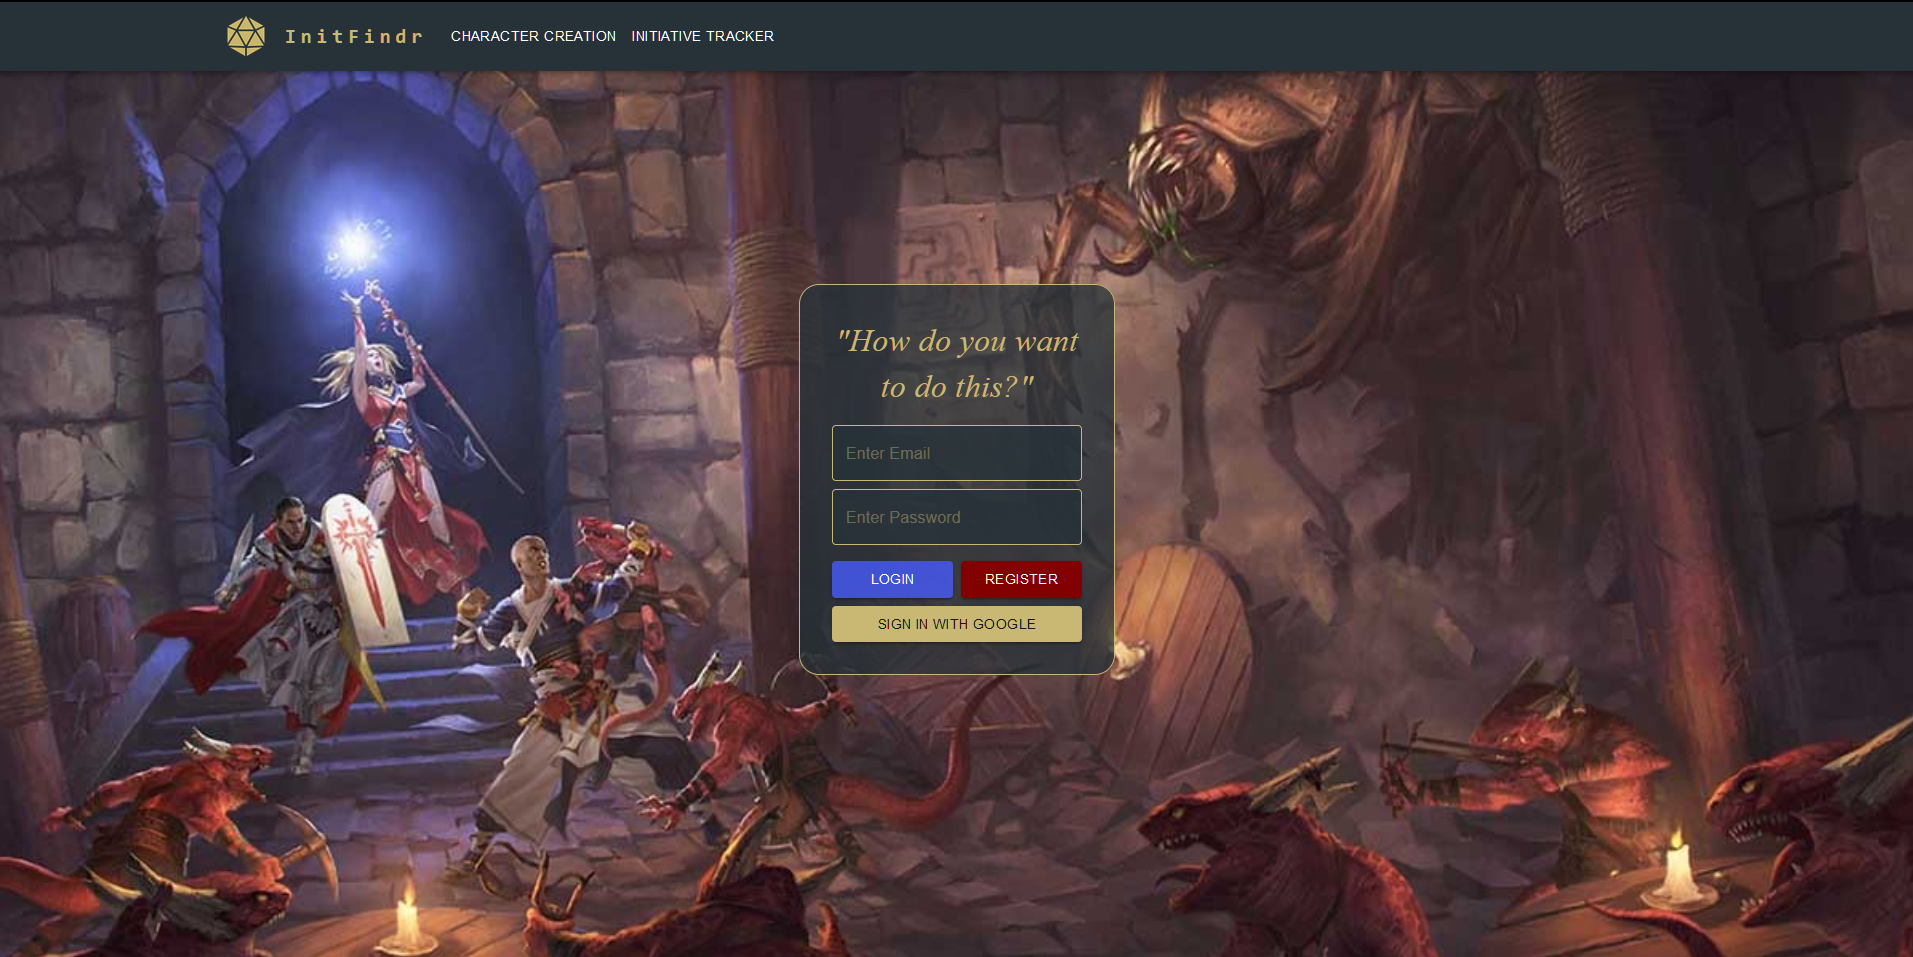 InitFindr
CHARACTER CREATION
INITIATIVE TRACKER
"How do you want
to do this?"
Enter Email
Enter Password
LOGIN
REGISTER
SIGN IN WITH GOOGLE